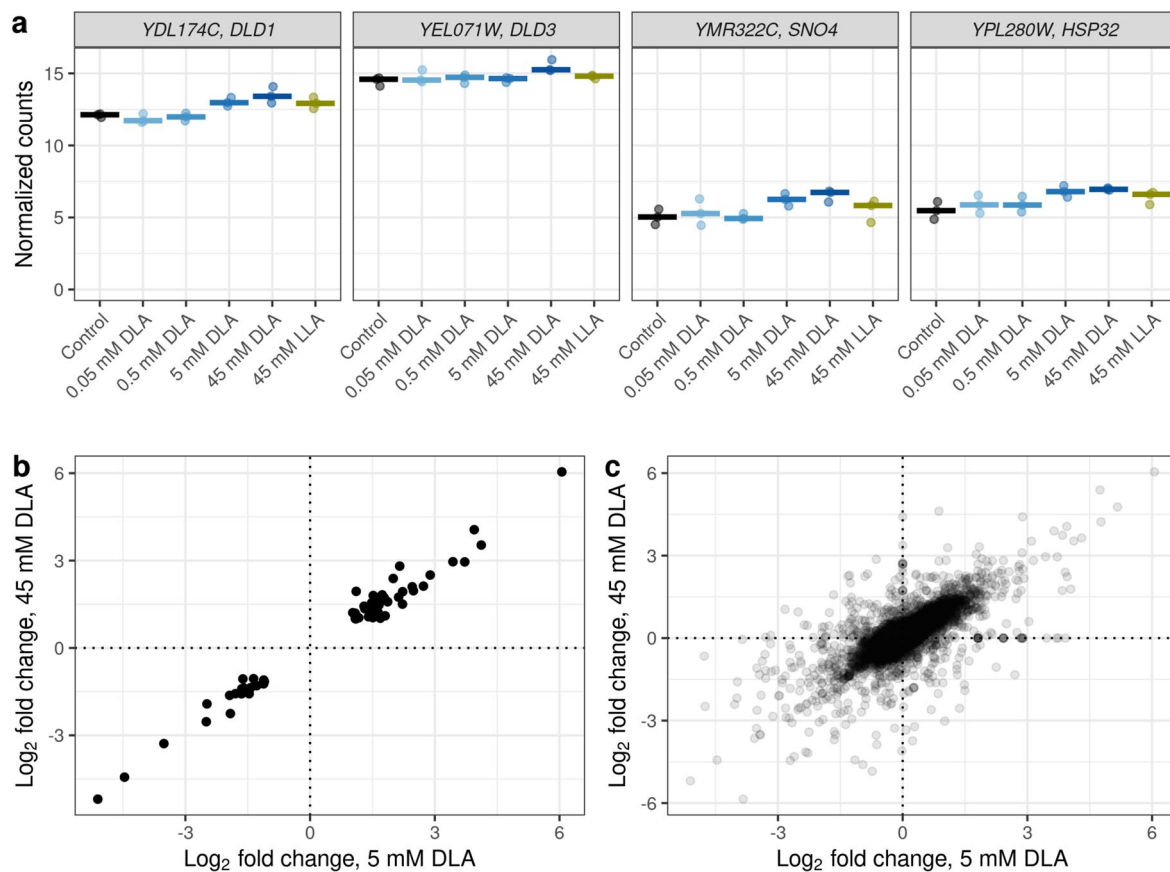 a
YDL174C, DLD1
YEL071W, DLD3
YMR322C, SNO4
YPL280W, HSP32
Normalized counts
15
10
5
0
Control
0.05 mM DLA
0.5 mM DLA
5 mM DLA
45 mM DLA
45 mM LLA
Control
0.05 mM DLA
0.5 mM DLA
5 mM DLA
45 mM DLA
45 mM LLA
Control
0.05 mM DLA
0.5 mM DLA
5 mM DLA
45 mM DLA
45 mM LLA
Control
0.05 mM DLA
0.5 mM DLA
5 mM DLA
45 mM DLA
45 mM LLA
b
Log₂ fold change, 45 mM DLA
6
3
0
-3
-3
0
3
6
Log₂ fold change, 5 mM DLA
c
Log₂ fold change, 45 mM DLA
6
3
0
-3
-6
-3
0
3
6
Log₂ fold change, 5 mM DLA